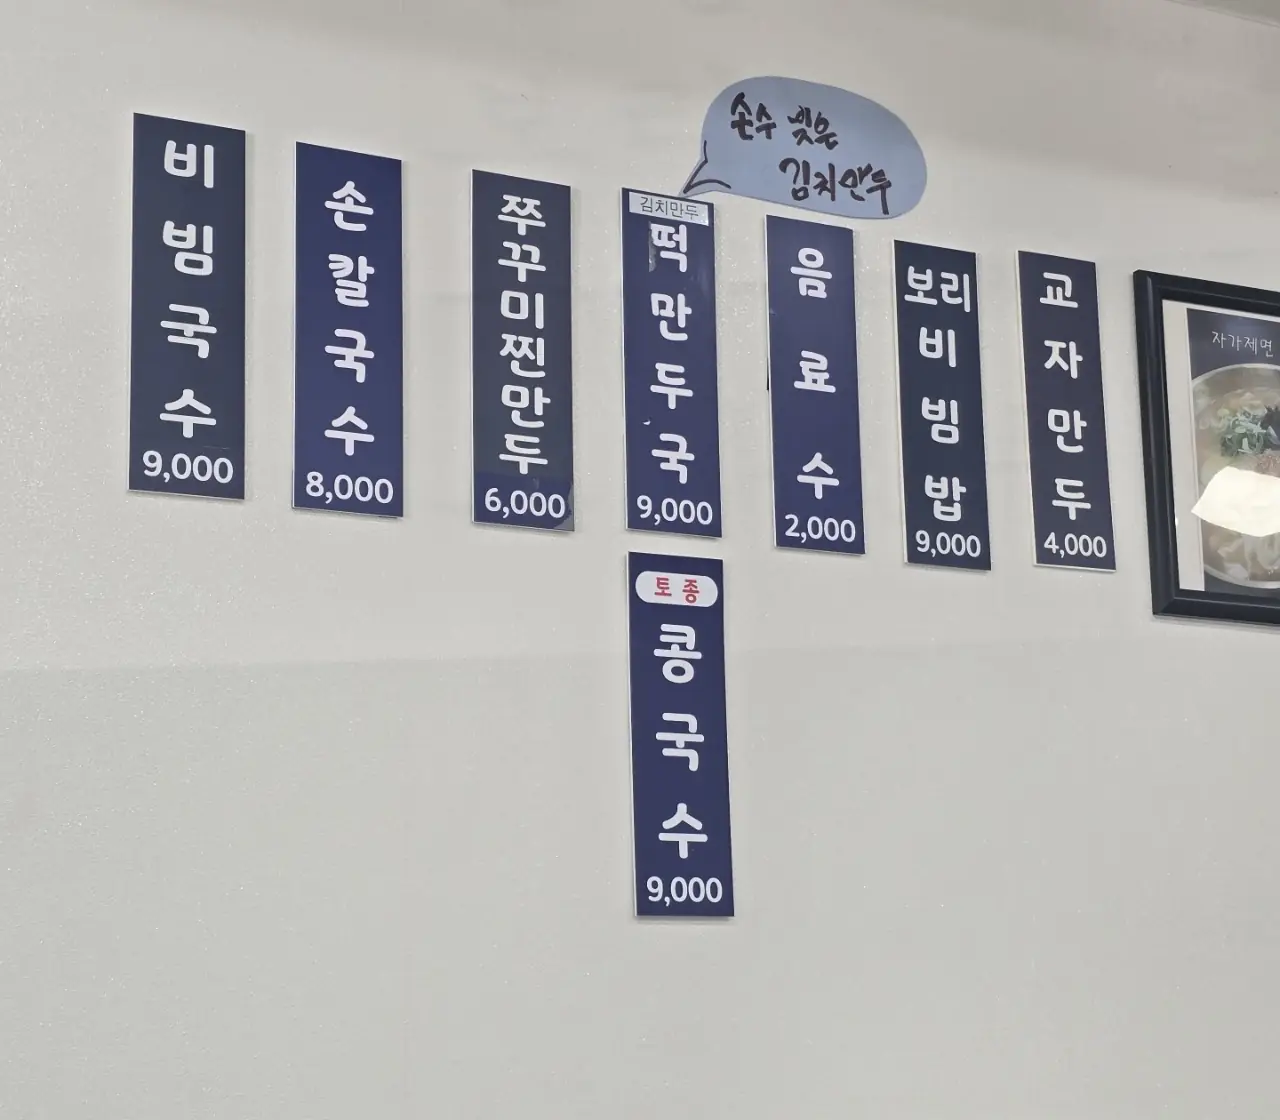 비빔국수
9,000
손칼국수
8,000
쭈꾸미찐만두
6,000
손수 빚은
김치만두
김치만두
떡만두국
9,000
음료수
2,000
보리
비빔밥
9,000
교자만두
4,000
자가제면
토종
콩국수
9,000